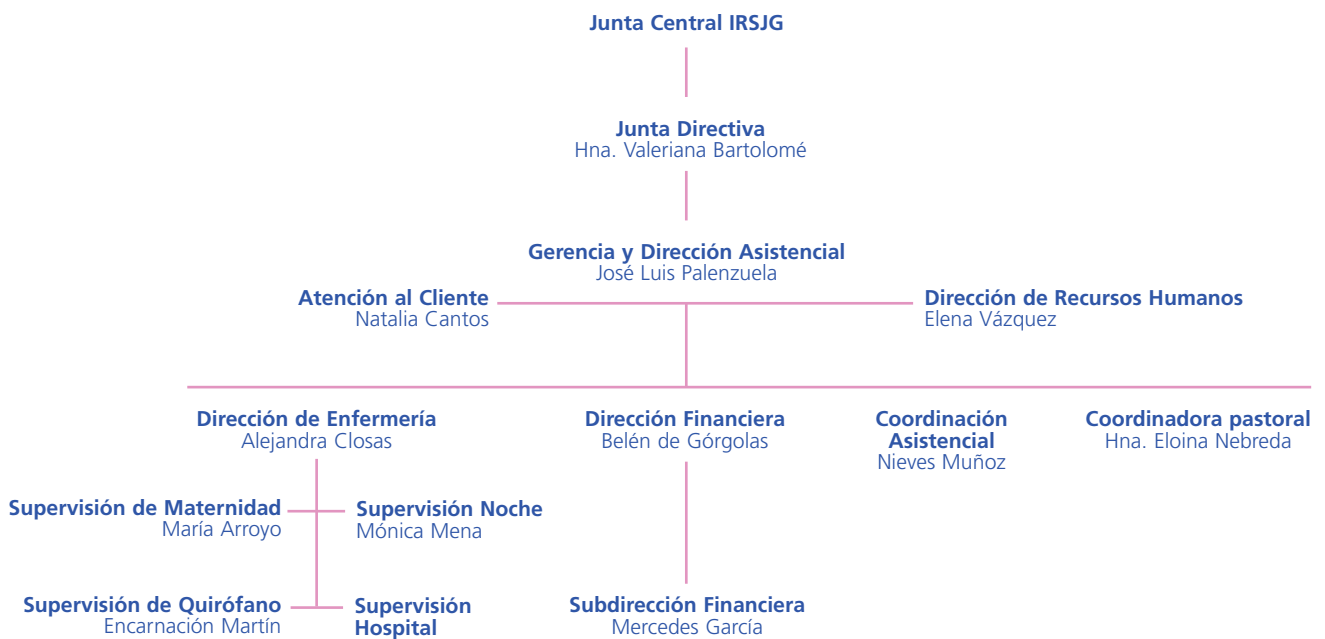 Junta Central IRSJG
Junta Directiva
Hna. Valeriana Bartolomé
Gerencia y Dirección Asistencial
José Luis Palenzuela
Atención al Cliente
Natalia Cantos
Dirección de Recursos Humanos
Elena Vázquez
Dirección de Enfermería
Alejandra Closas
Dirección Financiera
Belén de Górgolas
Coordinación
Asistencial
Nieves Muñoz
Coordinadora pastoral
Hna. Eloina Nebreda
Supervisión de Maternidad
María Arroyo
Supervisión Noche
Mónica Mena
Supervisión de Quirófano
Encarnación Martín
Supervisión
Hospital
Subdirección Financiera
Mercedes García